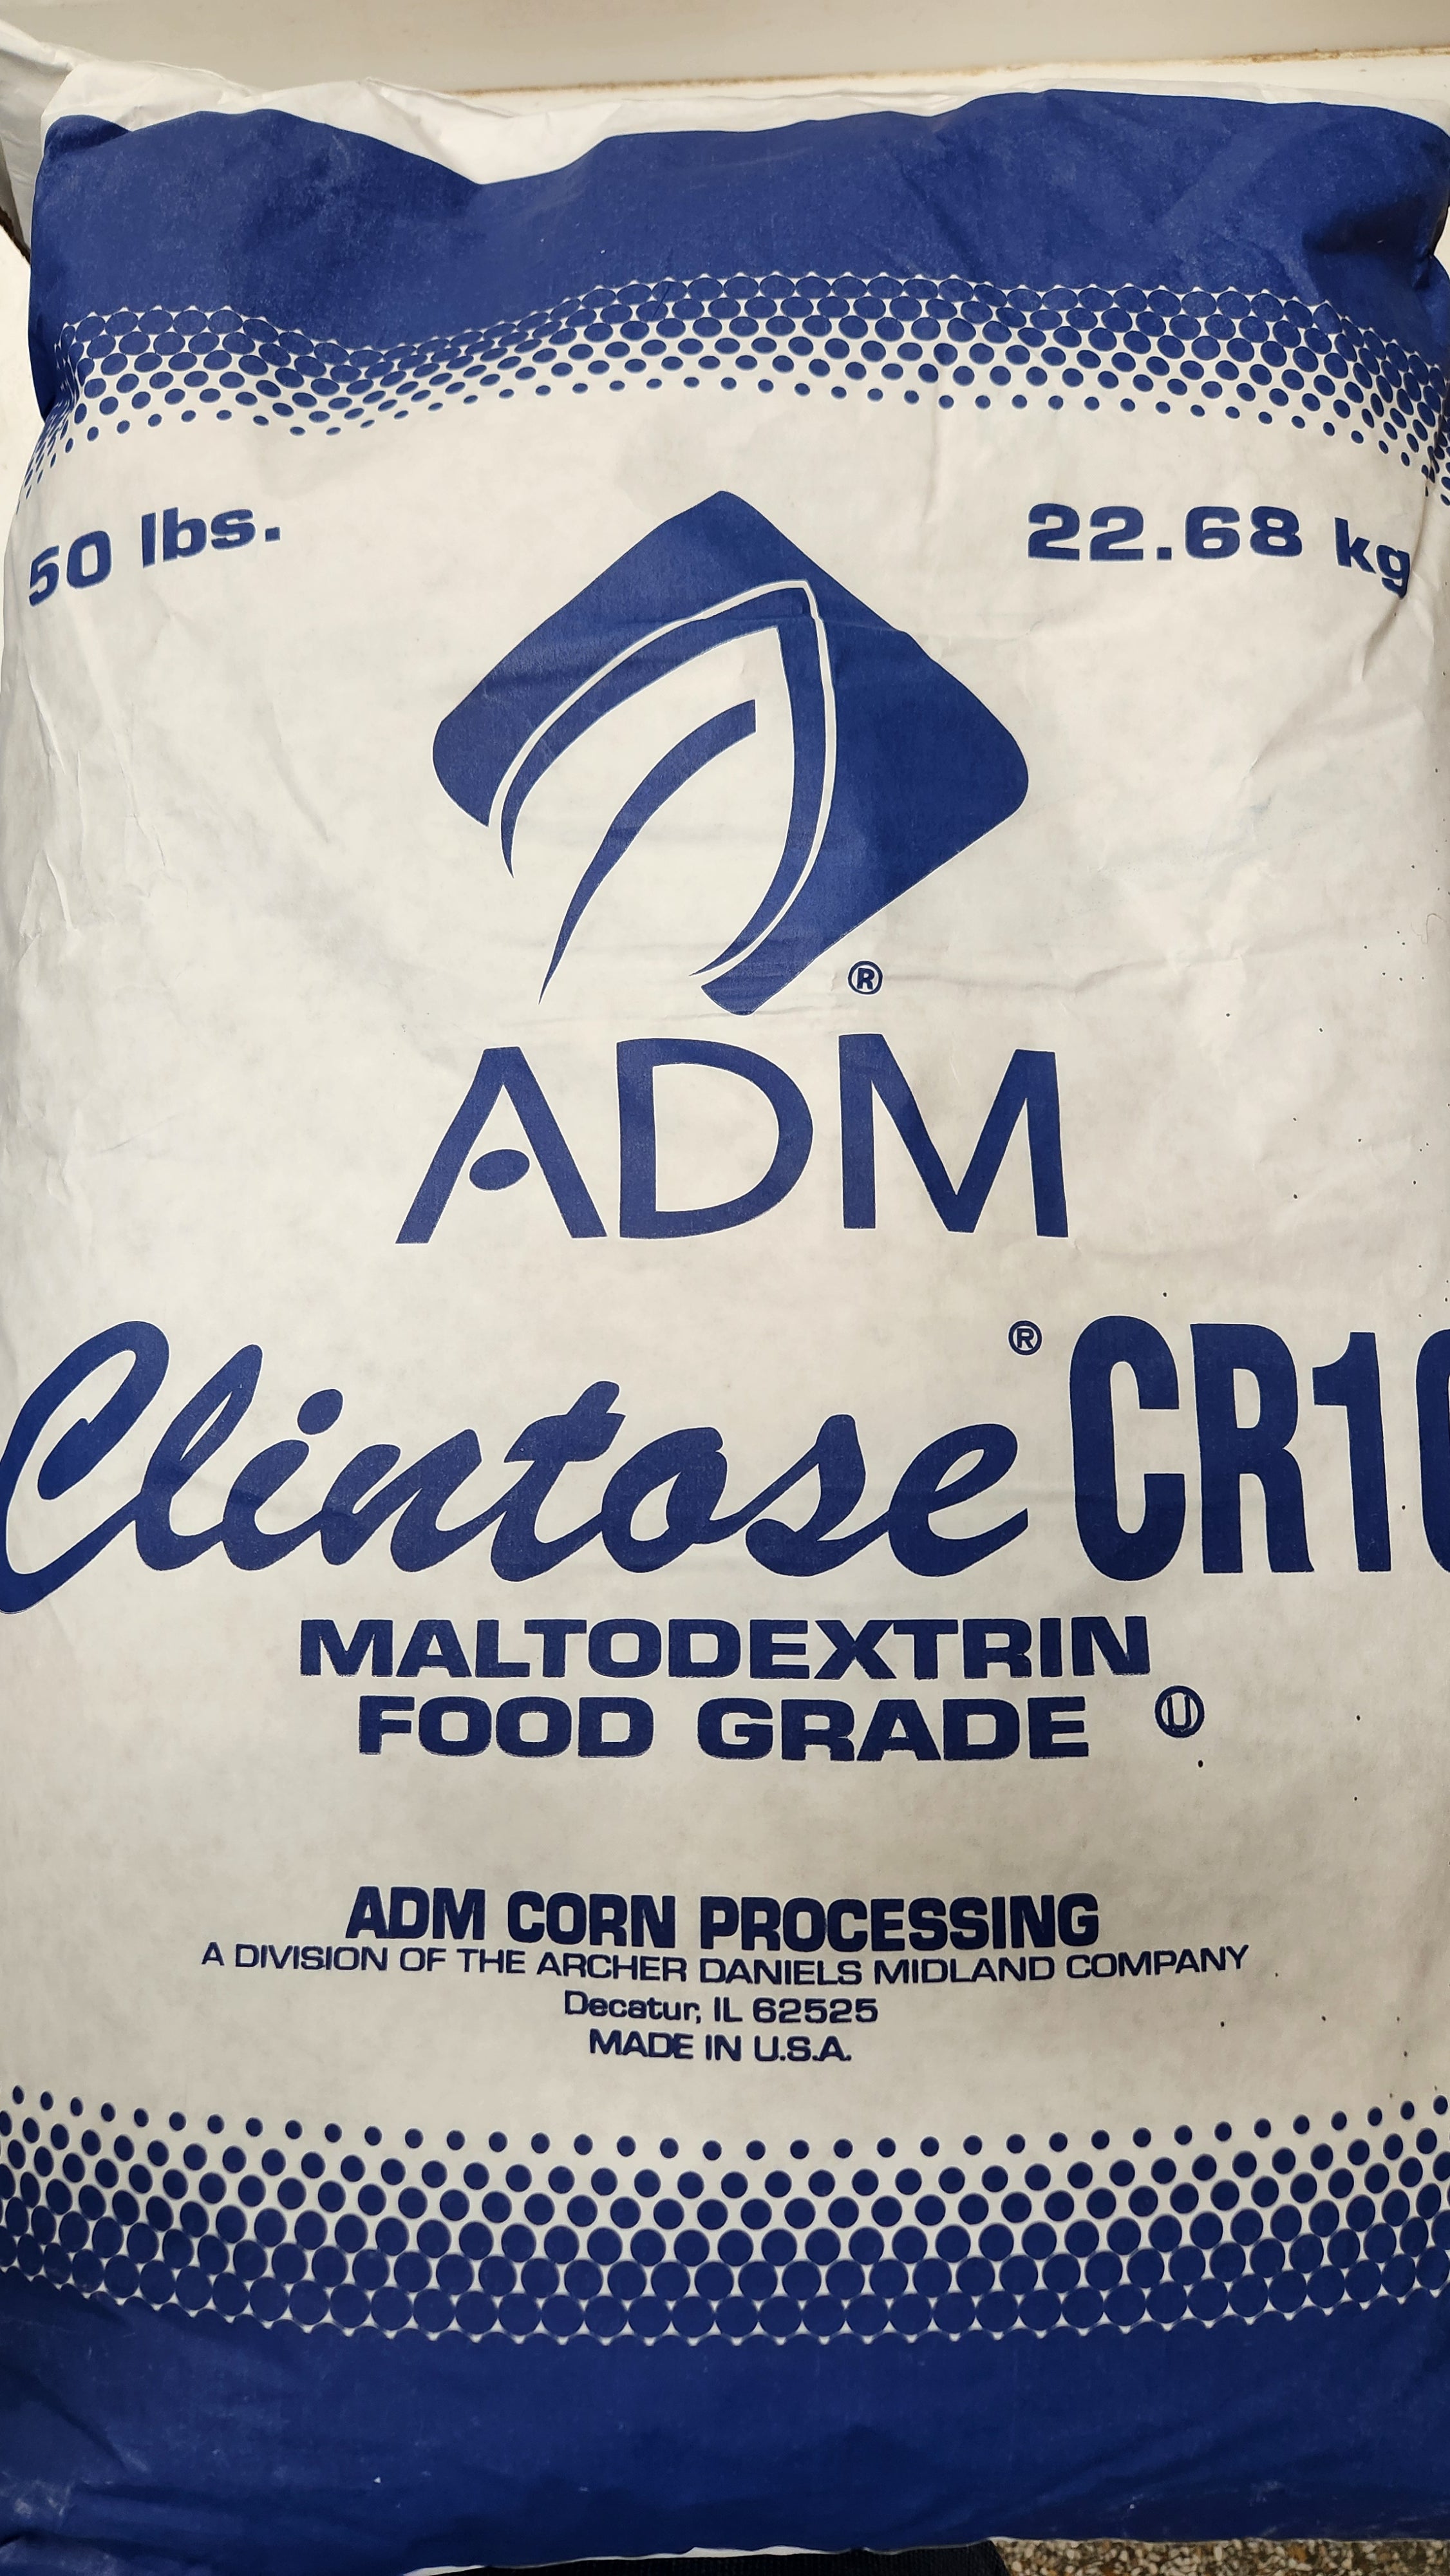 50 lbs.
22.68 kg
®
ADM
Clintose ® CR10
MALTODEXTRIN
FOOD GRADE Ⓤ
ADM CORN PROCESSING
A DIVISION OF THE ARCHER DANIELS MIDLAND COMPANY
Decatur, IL 62525
MADE IN U.S.A.